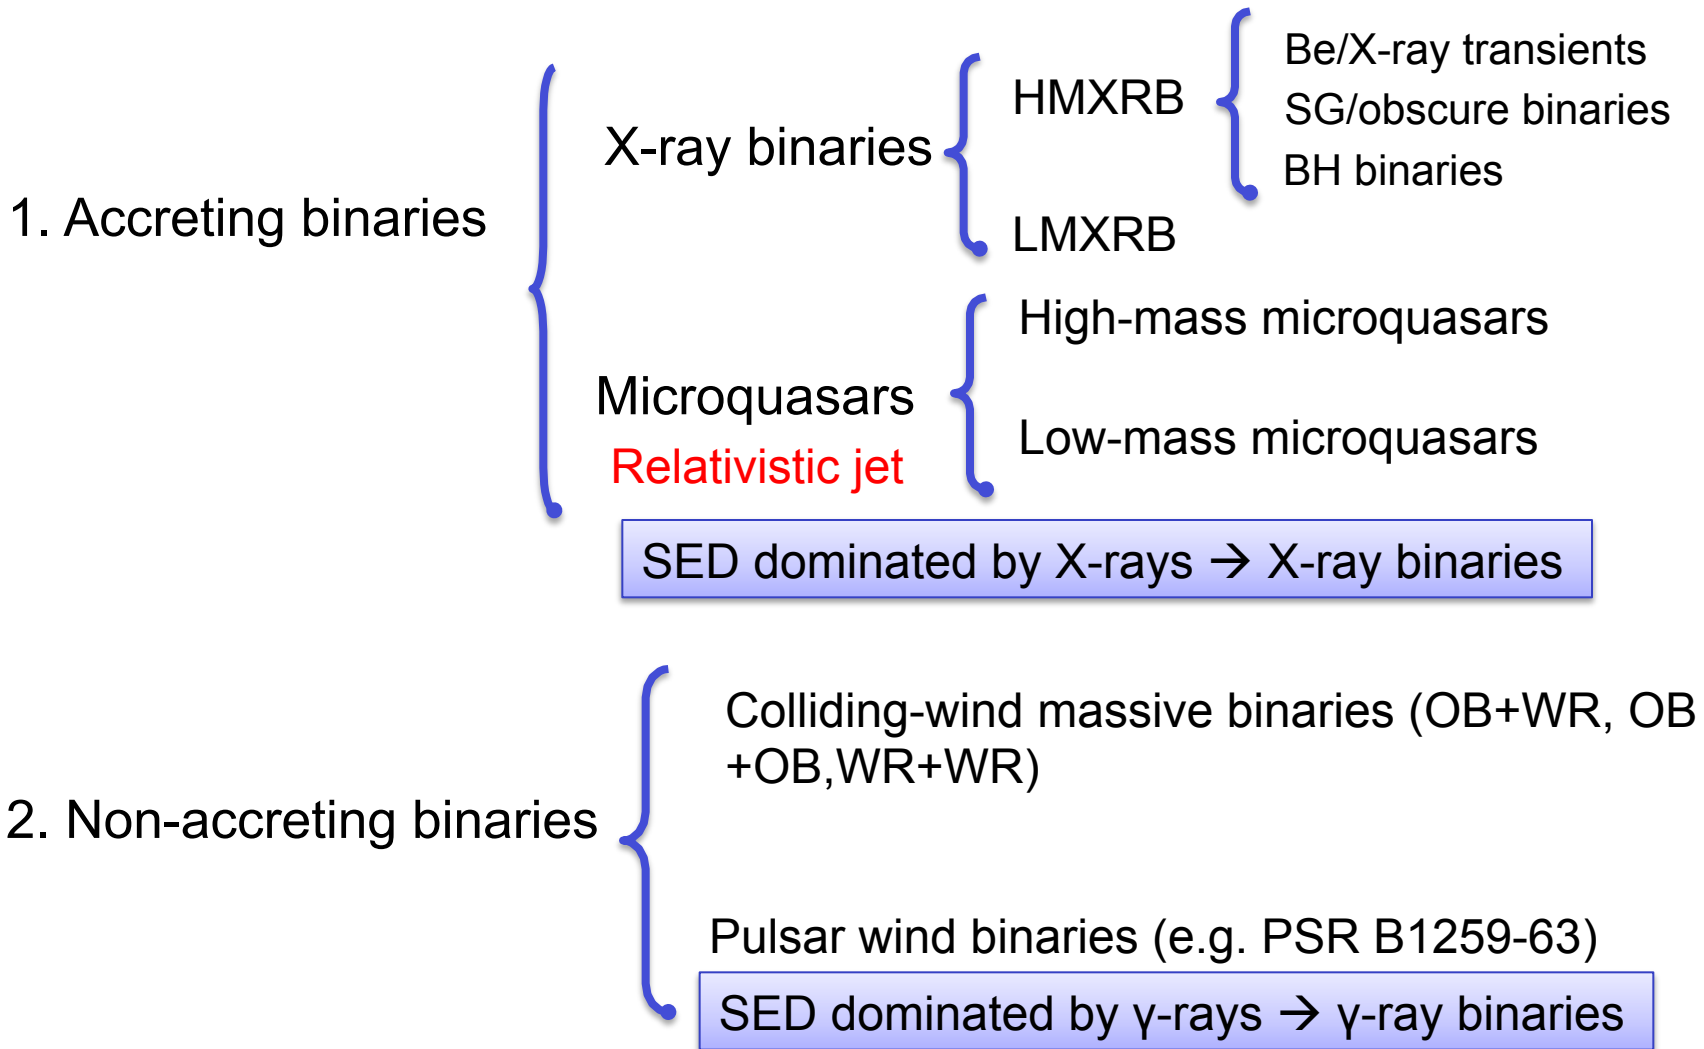 1. Accreting binaries
X-ray binaries
HMXRB
Be/X-ray transients
SG/obscure binaries
BH binaries
LMXRB
Microquasars
Relativistic jet
High-mass microquasars
Low-mass microquasars
SED dominated by X-rays → X-ray binaries
2. Non-accreting binaries
Colliding-wind massive binaries (OB+WR, OB
+OB,WR+WR)
Pulsar wind binaries (e.g. PSR B1259-63)
SED dominated by γ-rays → γ-ray binaries